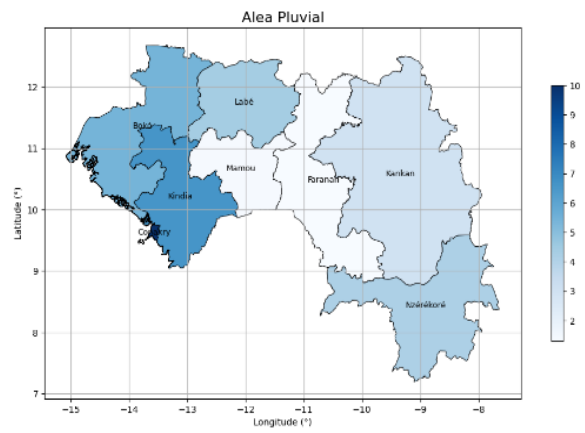 Alea Pluvial
12
11
10
9
8
7
Latitude (°)
Labé
Boké
Mamou
Kindia
Faranah
Kankan
Conakry
Nzérékoré
−15
−14
−13
−12
−11
−10
−9
−8
Longitude (°)
10
9
8
7
6
5
4
3
2